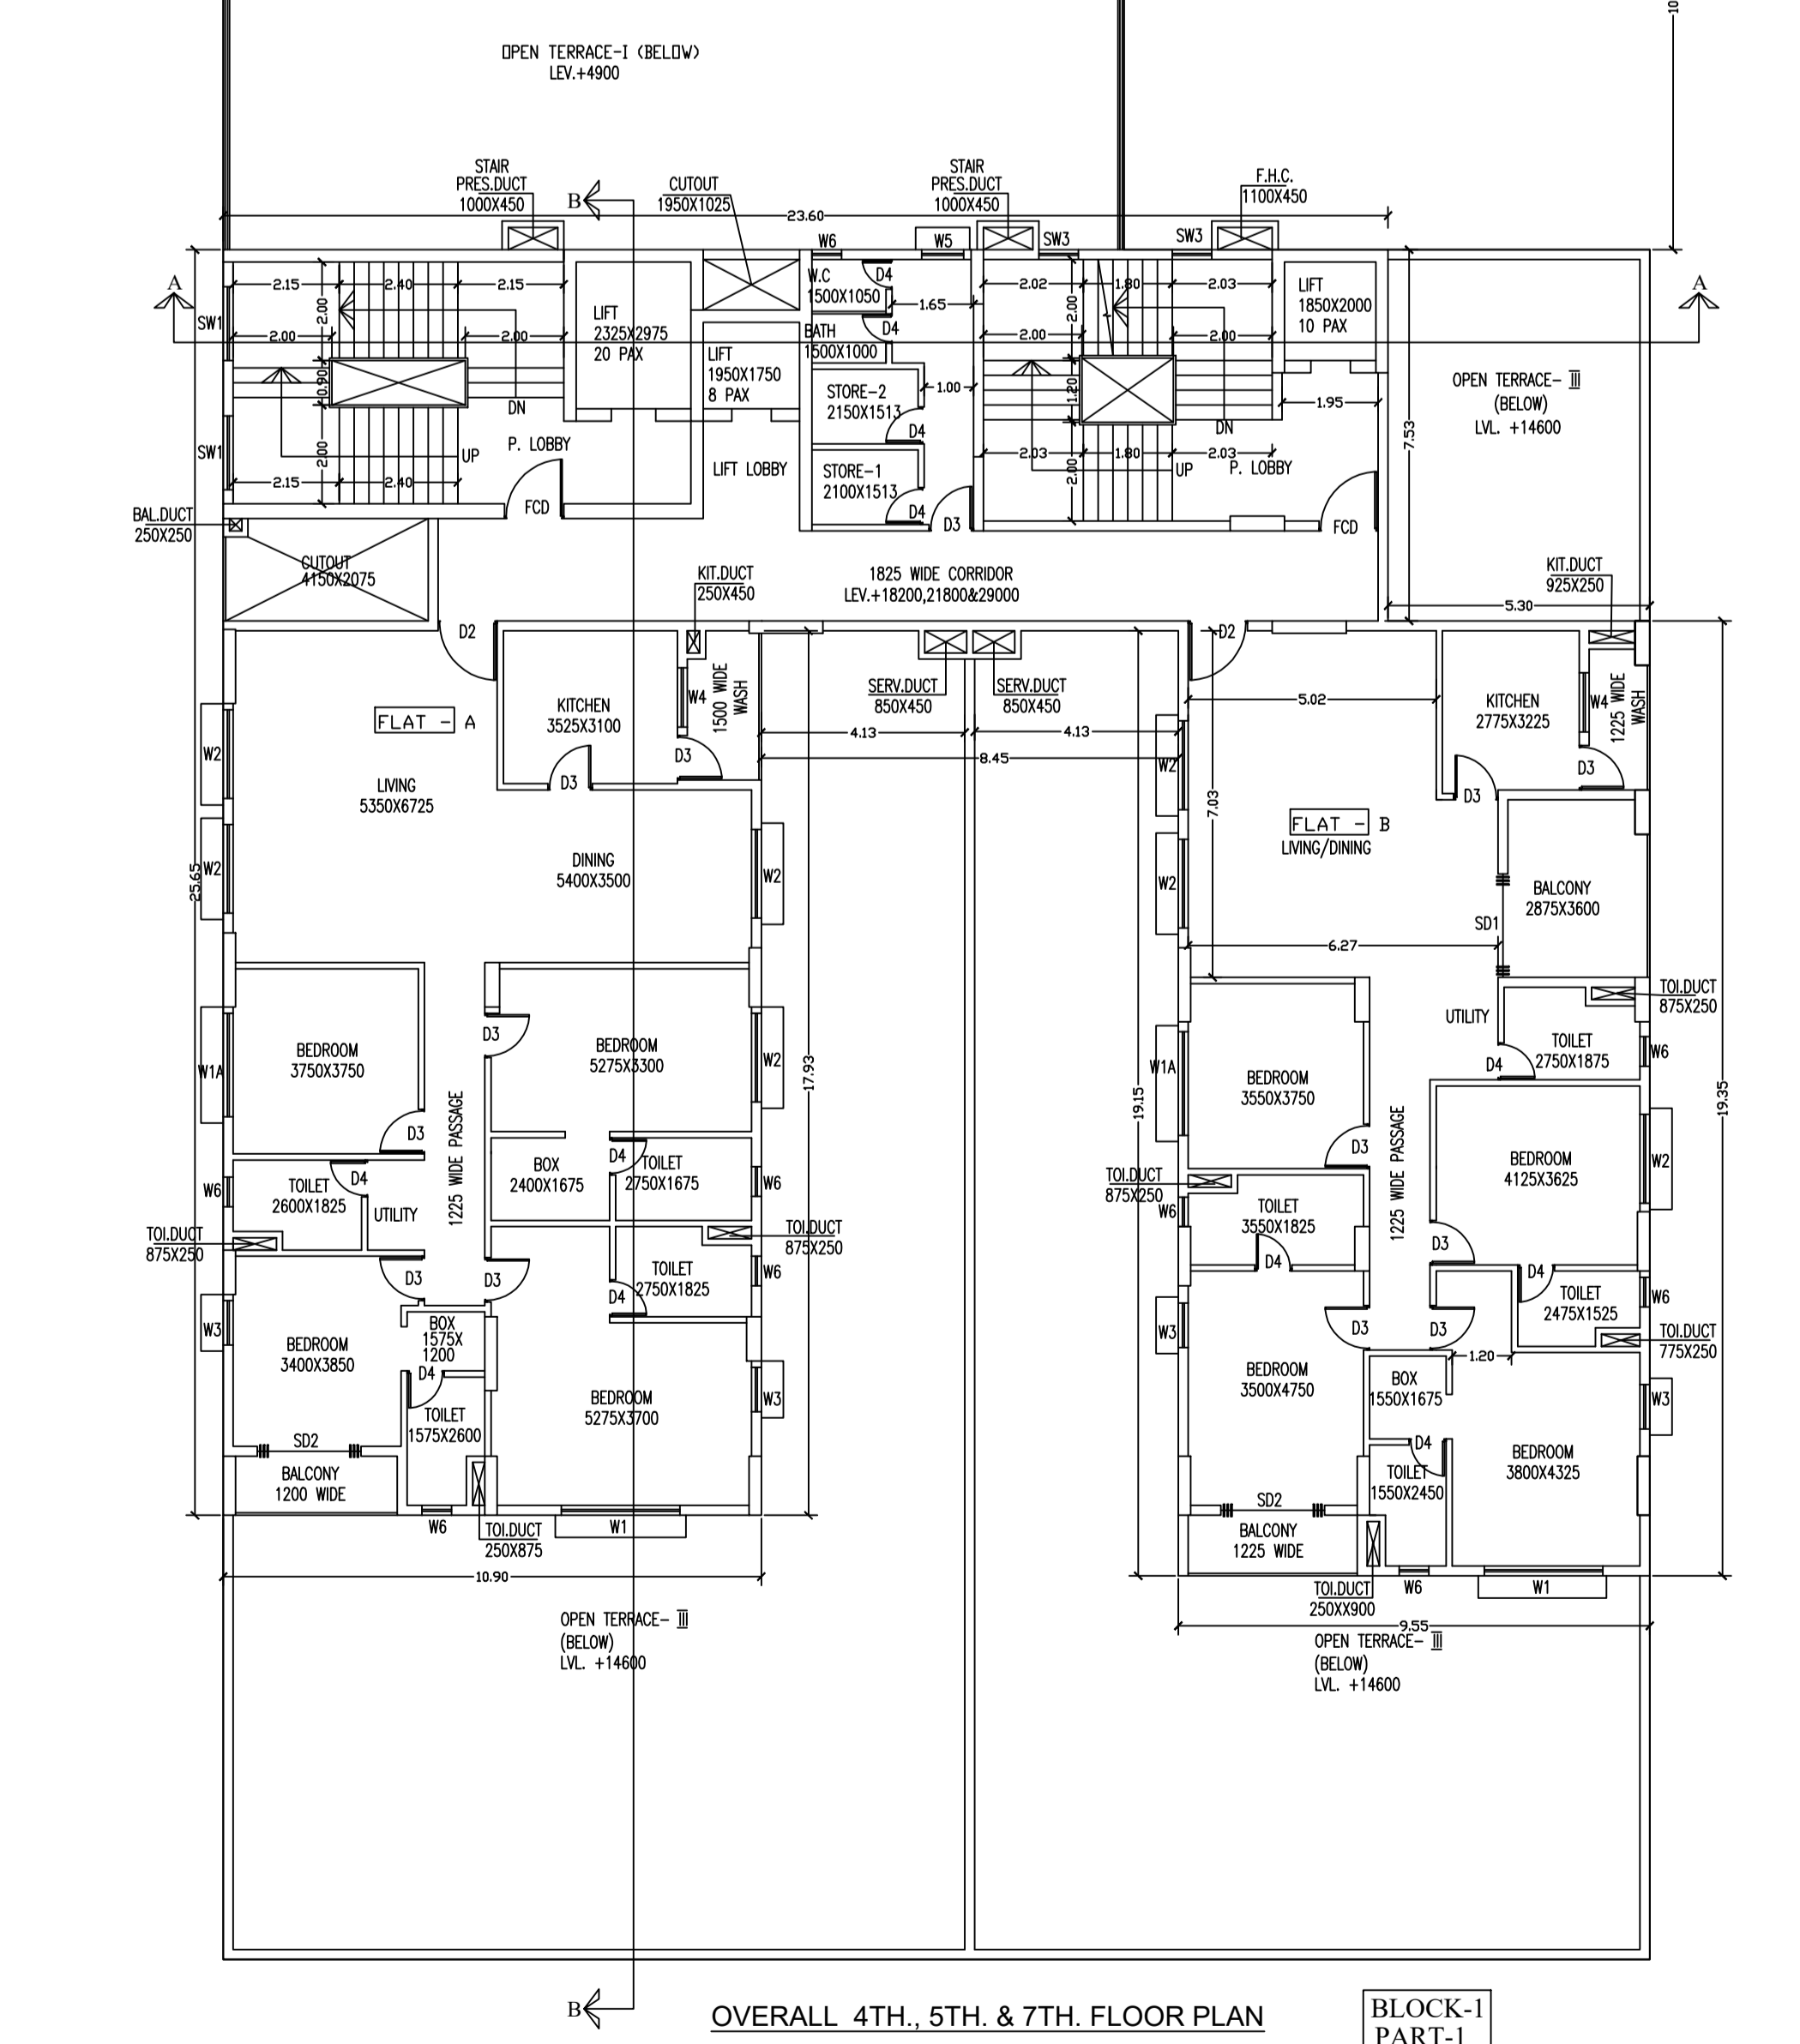 10
OPEN TERRACE-I (BELOW)
LEV.+4900
STAIR
PRES.DUCT
1000X450
B
CUTOUT
1950X1025
STAIR
PRES.DUCT
1000X450
F.H.C.
1100X450
23.60
W6
W5
SW3
SW3
A
SW1
2.15
2.40
2.15
2.00
2.00
2.00
LIFT
2325X2975
20 PAX
W.C
1500X1050
D4
1.65
BATH
1500X1000
D4
2.02
1.80
2.03
2.00
2.00
2.00
LIFT
1850X2000
10 PAX
A
LIFT
1950X1750
8 PAX
0.90
DN
STORE-2
2150X1513
D4
1.00
1.20
DN
1.95
OPEN TERRACE- III
(BELOW)
LVL. +14600
7.53
SW1
2.00
UP
P. LOBBY
2.15
2.40
FCD
LIFT LOBBY
STORE-1
2100X1513
D4
D3
2.03
1.80
2.03
2.00
UP
P. LOBBY
FCD
BAL.DUCT
250X250
CUTOUT
4150X2075
KIT.DUCT
250X450
1825 WIDE CORRIDOR
LEV.+18200,21800&29000
KIT.DUCT
925X250
5.30
D2
KITCHEN
3525X3100
W4
1500 WIDE
WASH
D3
D3
SERV.DUCT
850X450
SERV.DUCT
850X450
D2
5.02
KITCHEN
2775X3225
W4
1225 WIDE
WASH
D3
D3
FLAT - A
W2
4.13
4.13
8.45
W2
LIVING
5350X6725
7.03
FLAT - B
LIVING/DINING
25.65
W2
DINING
5400X3500
W2
W2
BALCONY
2875X3600
SD1
6.27
TOI.DUCT
875X250
W1A
BEDROOM
3750X3750
D3
D3
BEDROOM
5275X3300
W2
17.93
19.15
W1A
BEDROOM
3550X3750
D3
UTILITY
TOILET
2750X1875
D4
W6
19.35
1225 WIDE PASSAGE
1225 WIDE PASSAGE
BEDROOM
4125X3625
W2
D3
W6
TOILET
2600X1825
D4
UTILITY
BOX
2400X1675
D4
TOILET
2750X1675
W6
TOI.DUCT
875X250
W6
TOILET
3550X1825
D4
TOI.DUCT
875X250
TOI.DUCT
875X250
D3
D3
TOILET
2750X1825
D4
W6
D3
D3
D4
TOILET
2475X1525
W6
TOI.DUCT
775X250
W3
BEDROOM
3400X3850
BOX
1575X
1200
D4
TOILET
1575X2600
BEDROOM
5275X3700
W3
W3
BEDROOM
3500X4750
1.20
BOX
1550X1675
D4
TOILET
1550X2450
BEDROOM
3800X4325
W3
SD2
BALCONY
1200 WIDE
W6
TOI.DUCT
250X875
W1
SD2
BALCONY
1225 WIDE
TOI.DUCT
250XX900
W6
W1
10.90
9.55
OPEN TERRACE- III
(BELOW)
LVL. +14600
OPEN TERRACE- III
(BELOW)
LVL. +14600
B
OVERALL 4TH., 5TH. & 7TH. FLOOR PLAN
BLOCK-1
PART-1